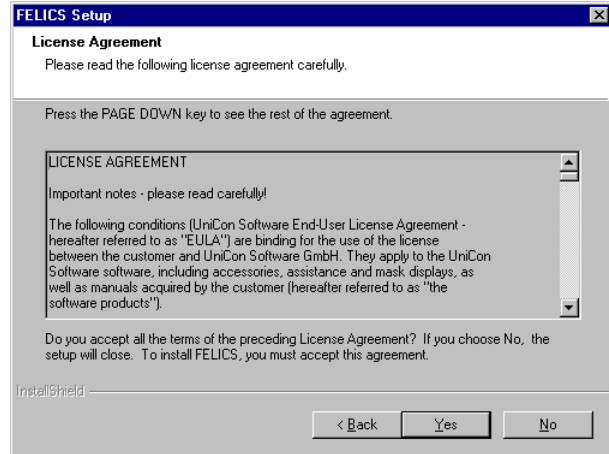 FELICS Setup
License Agreement
Please read the following license agreement carefully.
Press the PAGE DOWN key to see the rest of the agreement.
LICENSE AGREEMENT
Important notes - please read carefully!
The following conditions (UniCon Software End-User License Agreement -
hereafter referred to as "EULA") are binding for the use of the license
between the customer and UniCon Software GmbH. They apply to the UniCon
Software software, including accessories, assistance and mask displays, as
well as manuals acquired by the customer (hereafter referred to as "the
software products").
Do you accept all the terms of the preceding License Agreement? If you choose No, the
setup will close. To install FELICS, you must accept this agreement.
InstallShield
< Back Yes No